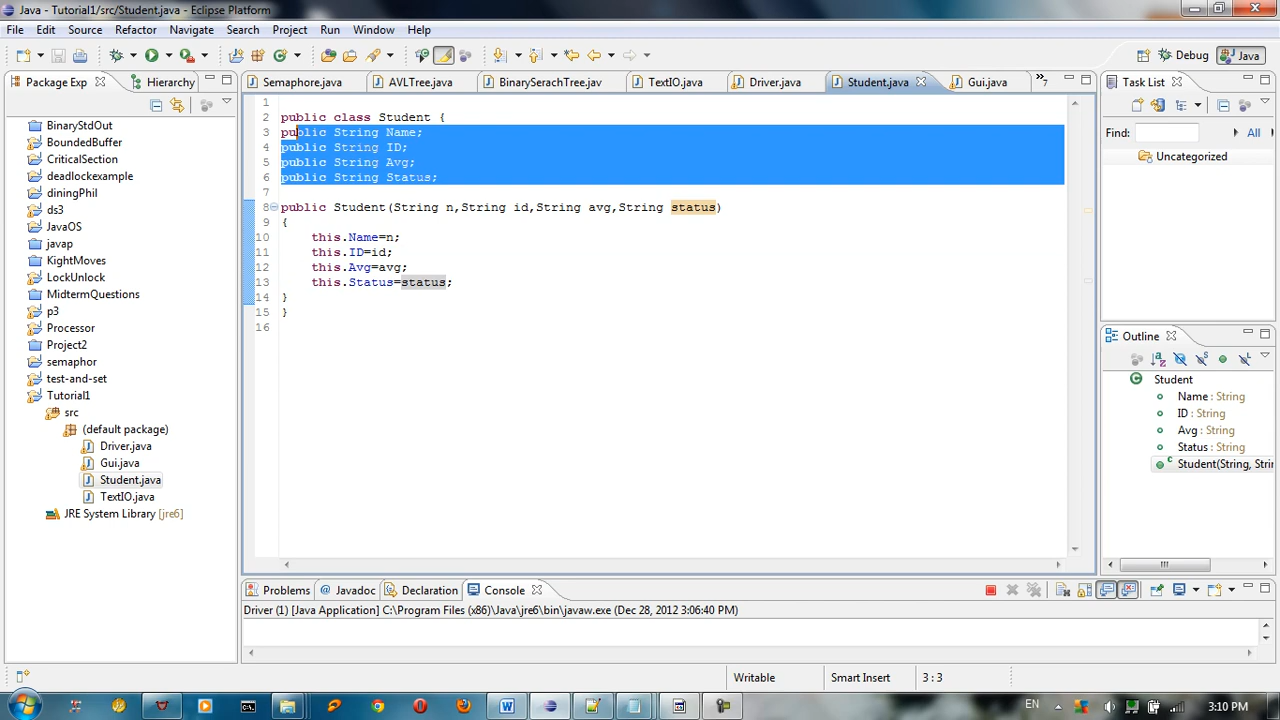 Java - Tutorial1/src/Student.java - Eclipse Platform
File Edit Source Refactor Navigate Search Project Run Window Help
Debug Java
Package Exp Hierarchy
Semaphore.java AVLTree.java BinarySerachTree.jav TextIO.java Driver.java Student.java Gui.java »7
Task List
Find: All
Uncategorized
BinaryStdOut
BoundedBuffer
CriticalSection
deadlockexample
diningPhil
ds3
JavaOS
javap
KightMoves
LockUnlock
MidtermQuestions
p3
Processor
Project2
semaphor
test-and-set
Tutorial1
src
(default package)
Driver.java
Gui.java
Student.java
TextIO.java
JRE System Library [jre6]
1
2 public class Student {
3 public String Name;
4 public String ID;
5 public String Avg;
6 public String Status;
7
8 public Student(String n,String id,String avg,String status)
9 {
10 this.Name=n;
11 this.ID=id;
12 this.Avg=avg;
13 this.Status=status;
14 }
15 }
16
Outline
Student
Name : String
ID : String
Avg : String
Status : String
Student(String, Stri
Problems @ Javadoc Declaration Console
Driver (1) [Java Application] C:\Program Files (x86)\Java\jre6\bin\javaw.exe (Dec 28, 2012 3:06:40 PM)
Writable Smart Insert 3 : 3
EN 3:10 PM